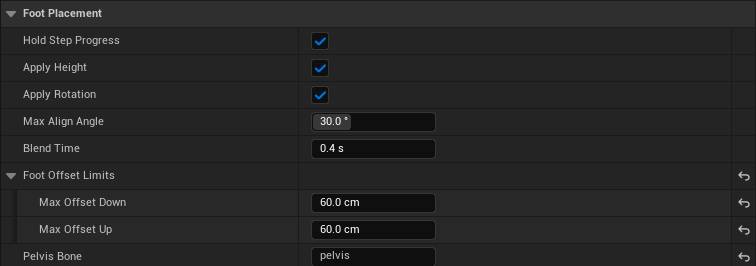 Foot Placement
Hold Step Progress
Apply Height
Apply Rotation
Max Align Angle 30.0 °
Blend Time 0.4 s
Foot Offset Limits
Max Offset Down 60.0 cm
Max Offset Up 60.0 cm
Pelvis Bone pelvis